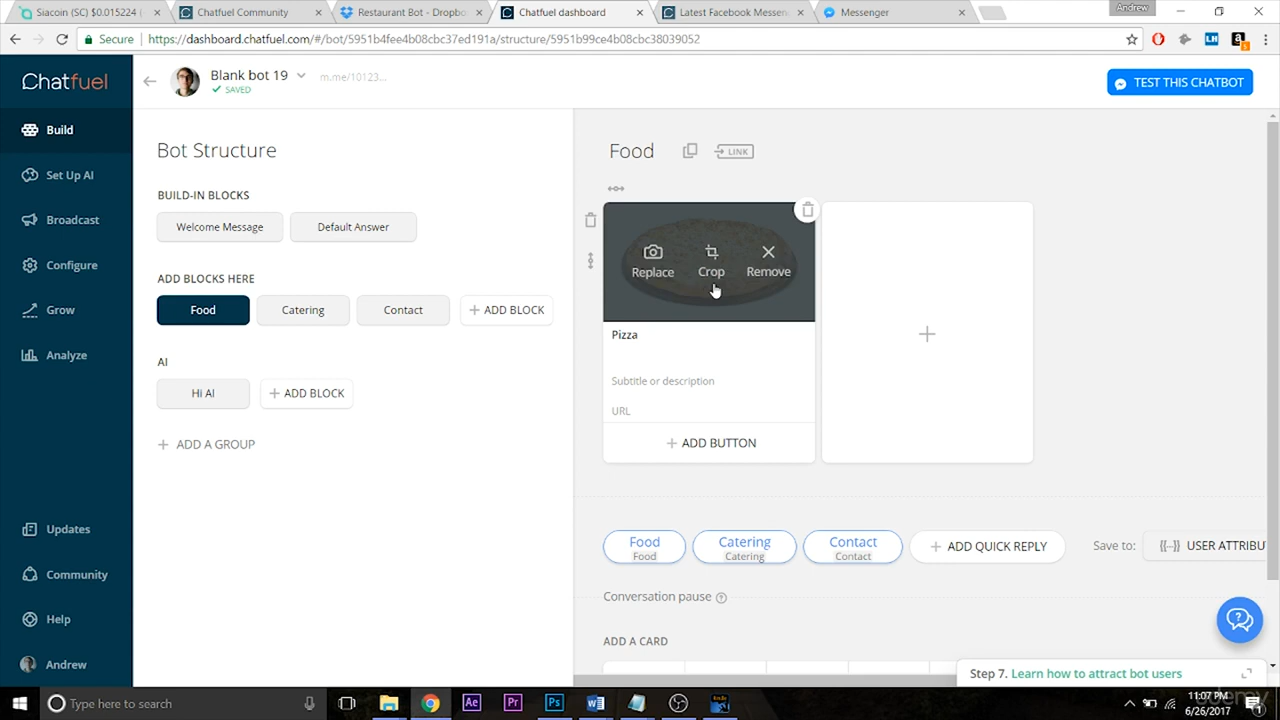 Siacoin (SC) $0.015224 (
Chatfuel Community
Restaurant Bot - Dropbo
Chatfuel dashboard
Latest Facebook Messen
Messenger
Andrew
Secure
https://dashboard.chatfuel.com/#/bot/5951b4fee4b08cbc37ed191a/structure/5951b99ce4b08cbc38039052
Chatfuel
Blank bot 19
m.me/10123...
SAVED
TEST THIS CHATBOT
Build
Set Up AI
Broadcast
Configure
Grow
Analyze
Updates
Community
Help
Andrew
Bot Structure
BUILD-IN BLOCKS
Welcome Message
Default Answer
ADD BLOCKS HERE
Food
Catering
Contact
+ ADD BLOCK
AI
Hi AI
+ ADD BLOCK
+ ADD A GROUP
Food
LINK
Replace
Crop
Remove
Pizza
Subtitle or description
URL
+ ADD BUTTON
Food
Food
Catering
Catering
Contact
Contact
+ ADD QUICK REPLY
Save to:
{{..}} USER ATTRIBU
Conversation pause ?
ADD A CARD
Step 7. Learn how to attract bot users
Type here to search
Ae
Pr
Ps
11:07 PM
6/26/2017
udemy